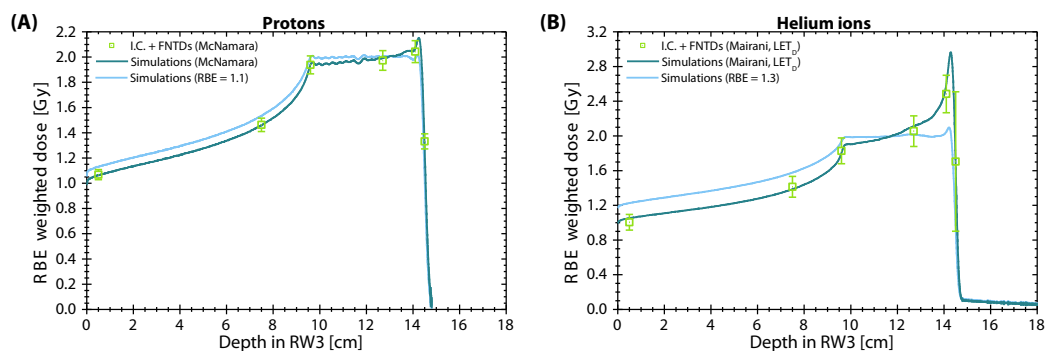 (A)
Protons
RBE weighted dose [Gy]
2.2
2.0
1.8
1.6
1.4
1.2
1.0
0.8
0.6
0.4
0.2
0.0
I.C. + FNTDs (McNamara)
Simulations (McNamara)
Simulations (RBE = 1.1)
0 2 4 6 8 10 12 14 16 18
Depth in RW3 [cm]
(B)
Helium ions
RBE weighted dose [Gy]
3.2
2.8
2.4
2.0
1.6
1.2
0.8
0.4
0.0
I.C. + FNTDs (Mairani, LETD)
Simulations (Mairani, LETD)
Simulations (RBE = 1.3)
0 2 4 6 8 10 12 14 16 18
Depth in RW3 [cm]